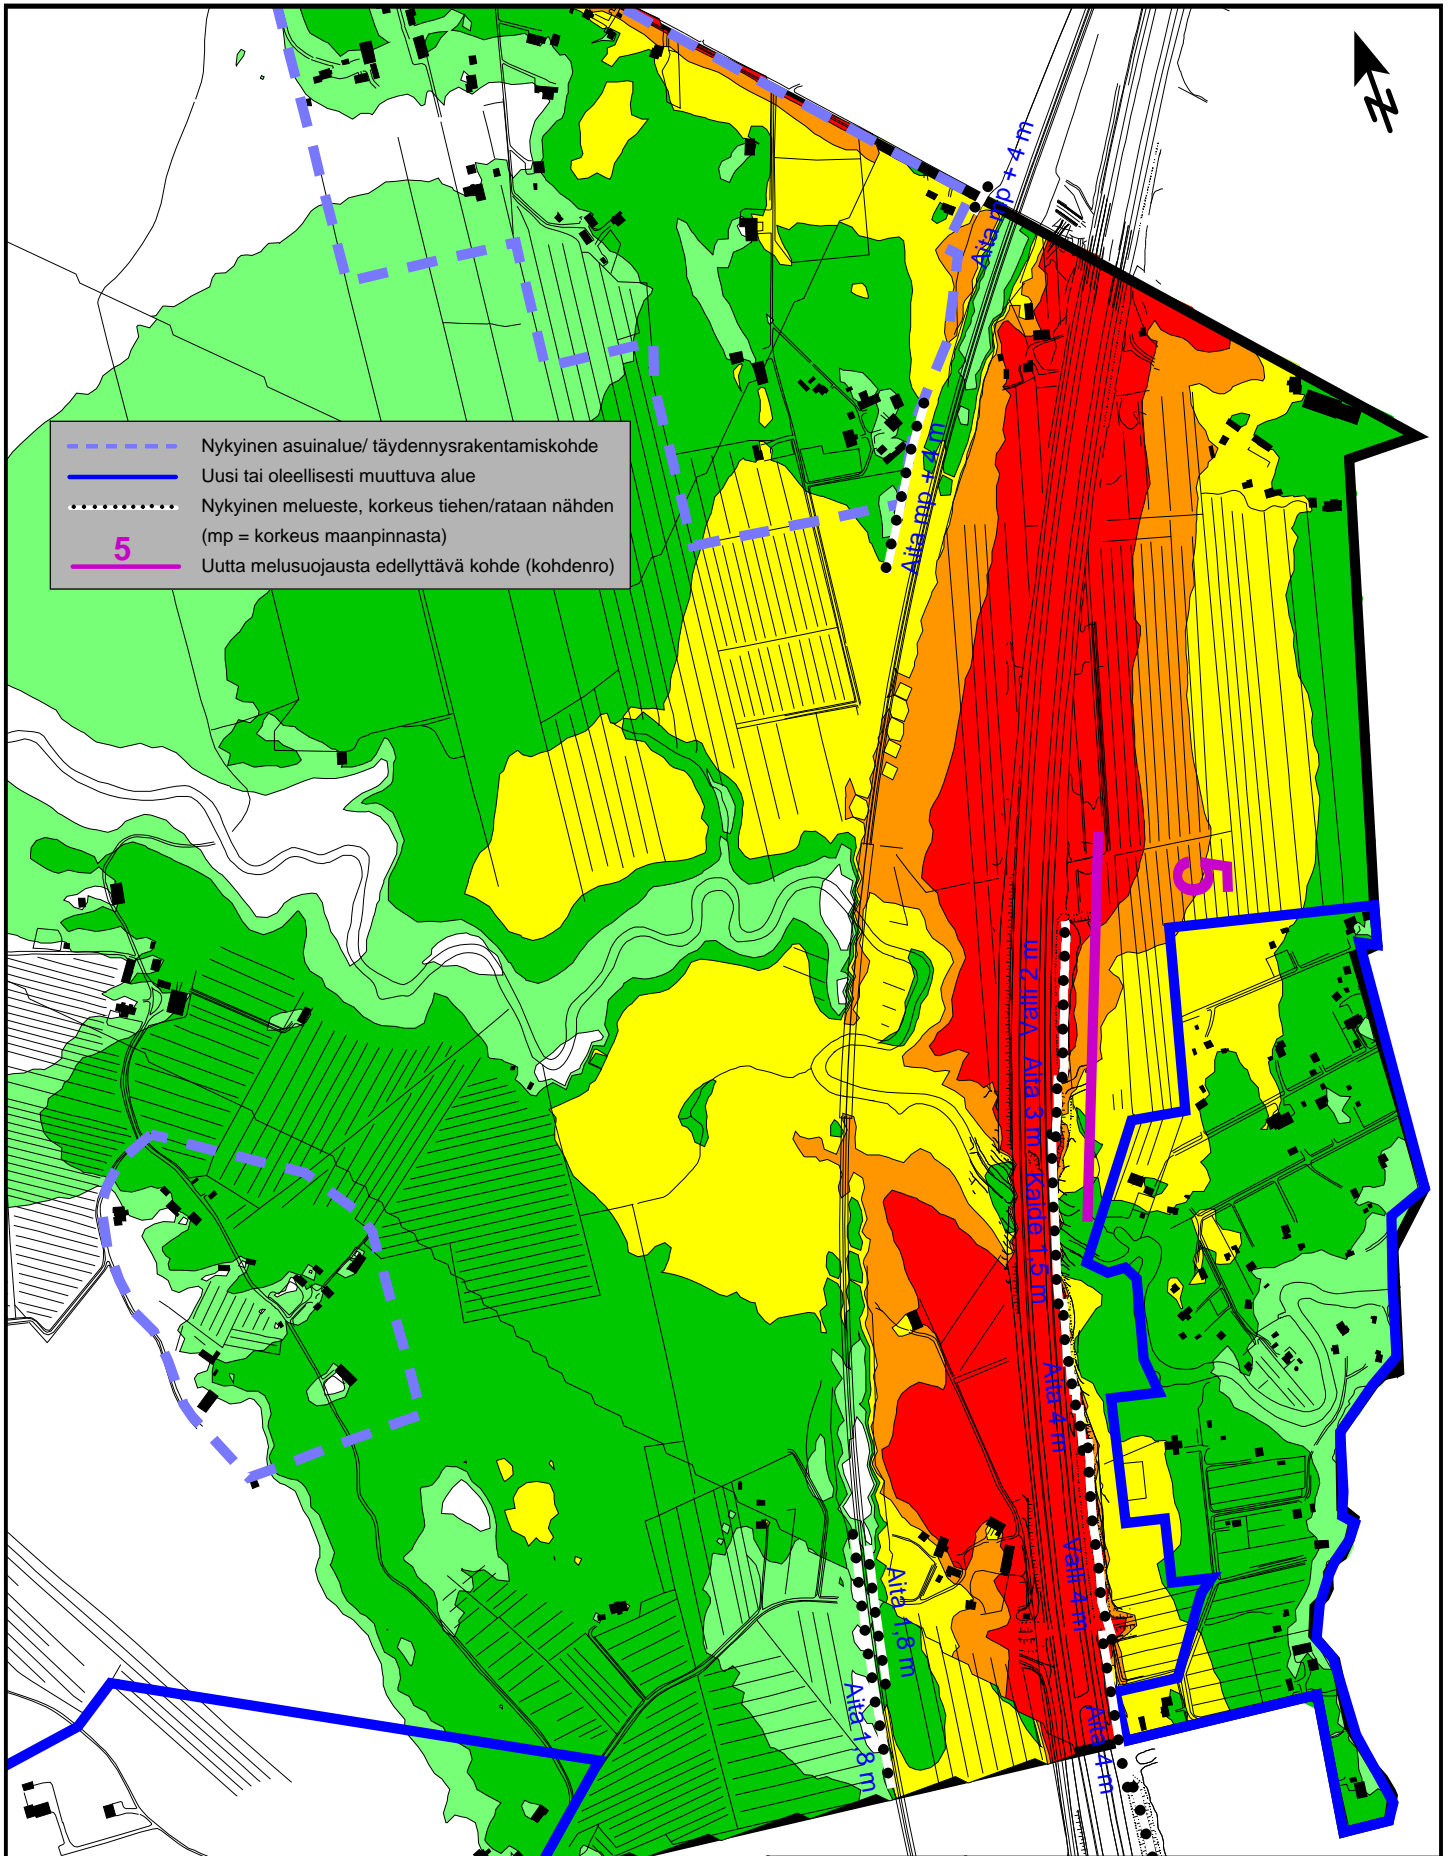 Aita mp + 4 m
Aita mp + 4 m
Nykyinen asuinalue/ täydennysrakentamiskohde
Uusi tai oleellisesti muuttuva alue
Nykyinen melueste, korkeus tiehen/rataan nähden
(mp = korkeus maanpinnasta)
5
Uutta melusuojausta edellyttävä kohde (kohdenro)
5
Valli 2 m
Aita 3 m
Kaide 1,5 m
Aita 4 m
Valli 4 m
Aita 4 m
Aita 1,8 m
Aita 1,8 m
N